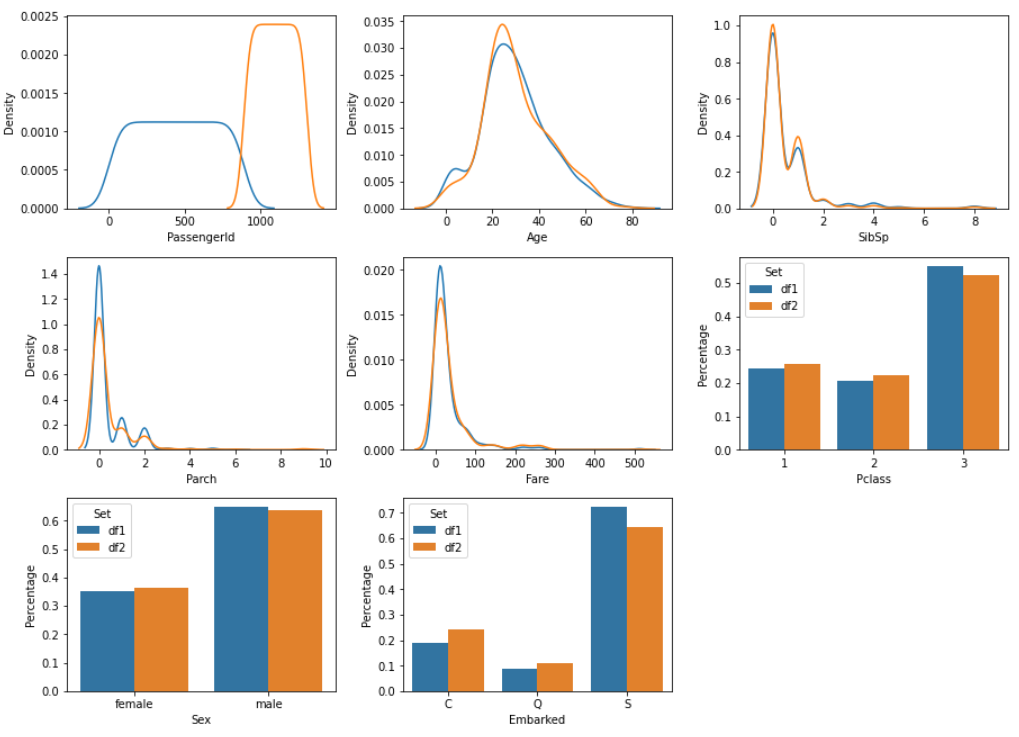 0.0025
0.0020
0.0015
0.0010
0.0005
0.0000
Density
0 500 1000
PassengerId
0.035
0.030
0.025
0.020
0.015
0.010
0.005
0.000
Density
0 20 40 60 80
Age
1.0
0.8
0.6
0.4
0.2
0.0
Density
0 2 4 6 8
SibSp
1.4
1.2
1.0
0.8
0.6
0.4
0.2
0.0
Density
0 2 4 6 8 10
Parch
0.020
0.015
0.010
0.005
0.000
Density
0 100 200 300 400 500
Fare
Set
df1
df2
0.5
0.4
0.3
0.2
0.1
0.0
Percentage
1 2 3
Pclass
Set
df1
df2
0.6
0.5
0.4
0.3
0.2
0.1
0.0
Percentage
female male
Sex
Set
df1
df2
0.7
0.6
0.5
0.4
0.3
0.2
0.1
0.0
Percentage
C Q S
Embarked